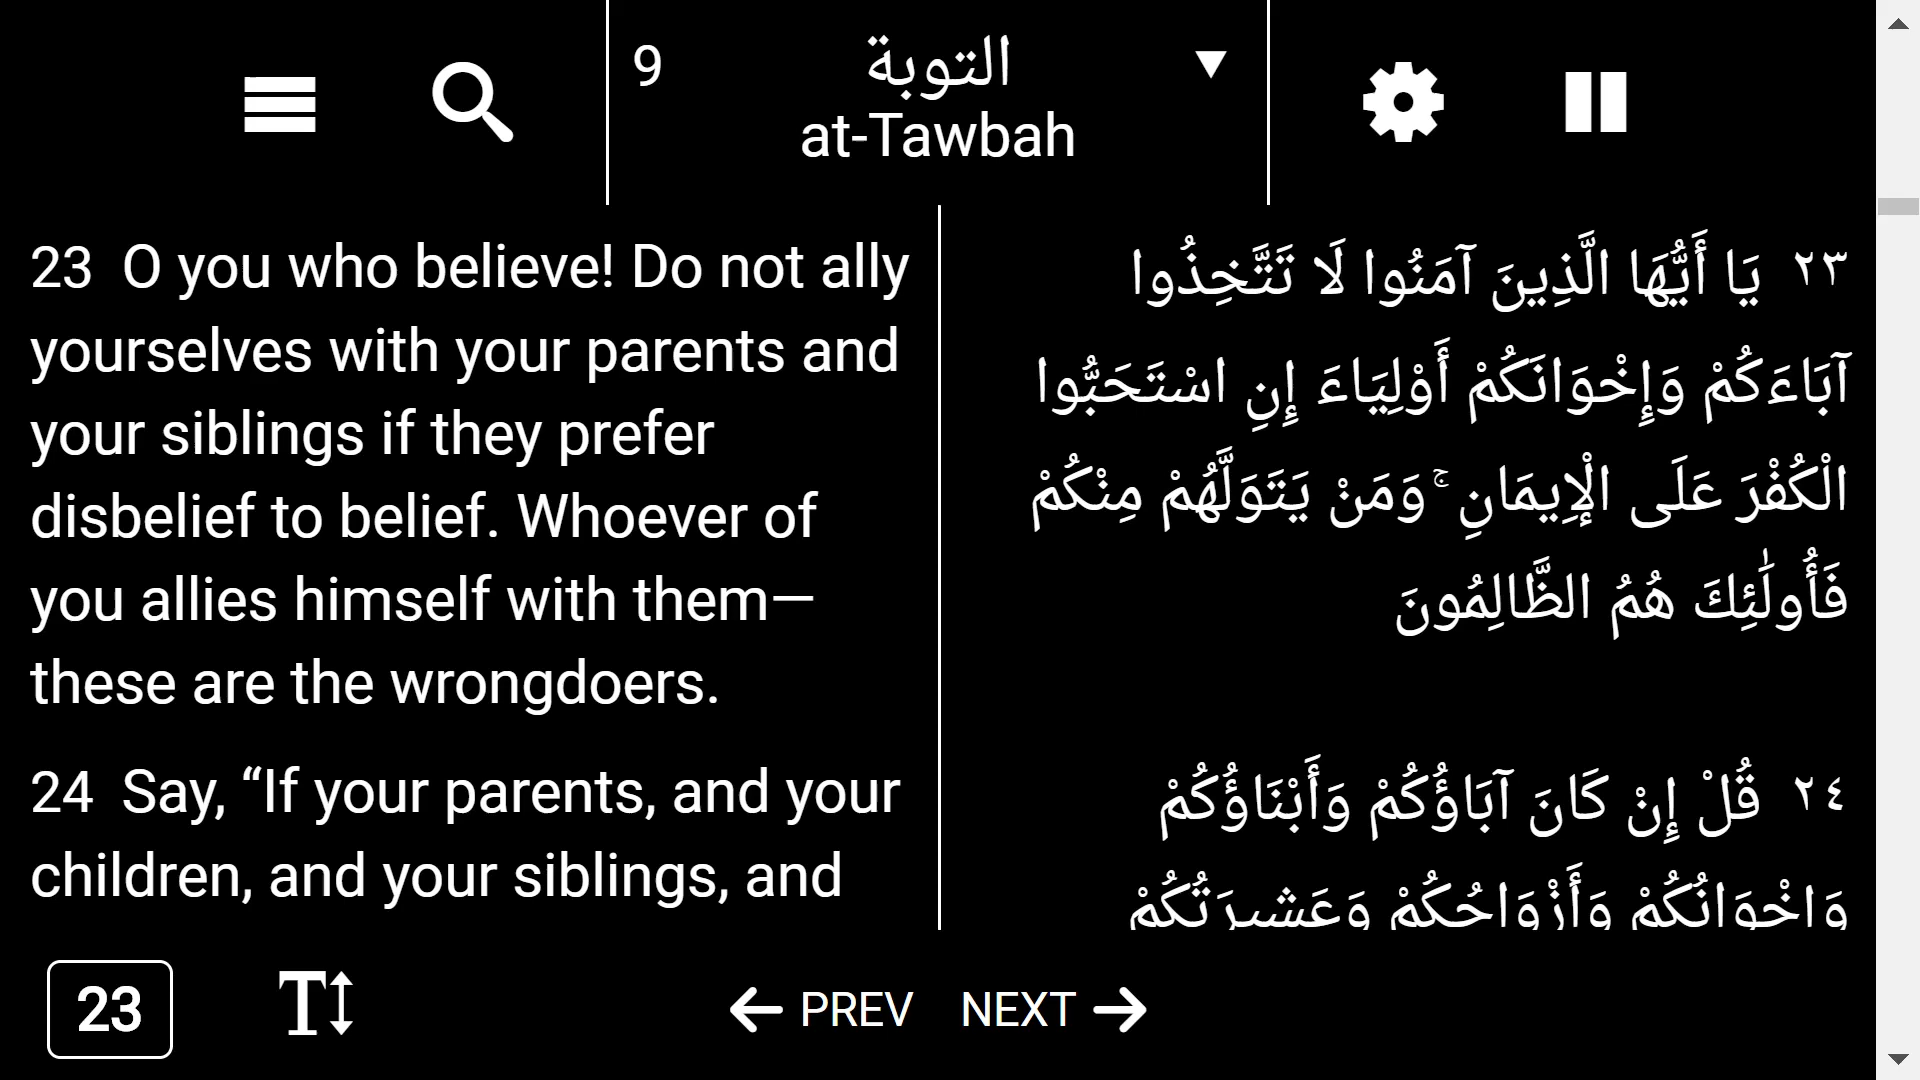 9
التوبة
at-Tawbah
23 O you who believe! Do not ally
yourselves with your parents and
your siblings if they prefer
disbelief to belief. Whoever of
you allies himself with them—
these are the wrongdoers.
24 Say, “If your parents, and your
children, and your siblings, and
٢٣ يَا أَيُّهَا الَّذِينَ آمَنُوا لَا تَتَّخِذُوا
آبَاءَكُمْ وَإِخْوَانَكُمْ أَوْلِيَاءَ إِنِ اسْتَحَبُّوا
الْكُفْرَ عَلَى الْإِيمَانِ ۚ وَمَنْ يَتَوَلَّهُمْ مِنْكُمْ
فَأُولَٰئِكَ هُمُ الظَّالِمُونَ
٢٤ قُلْ إِنْ كَانَ آبَاؤُكُمْ وَأَبْنَاؤُكُمْ
وَإِخْوَانُكُمْ وَأَزْوَاجُكُمْ وَعَشِيرَتُكُمْ
23
T
PREV
NEXT